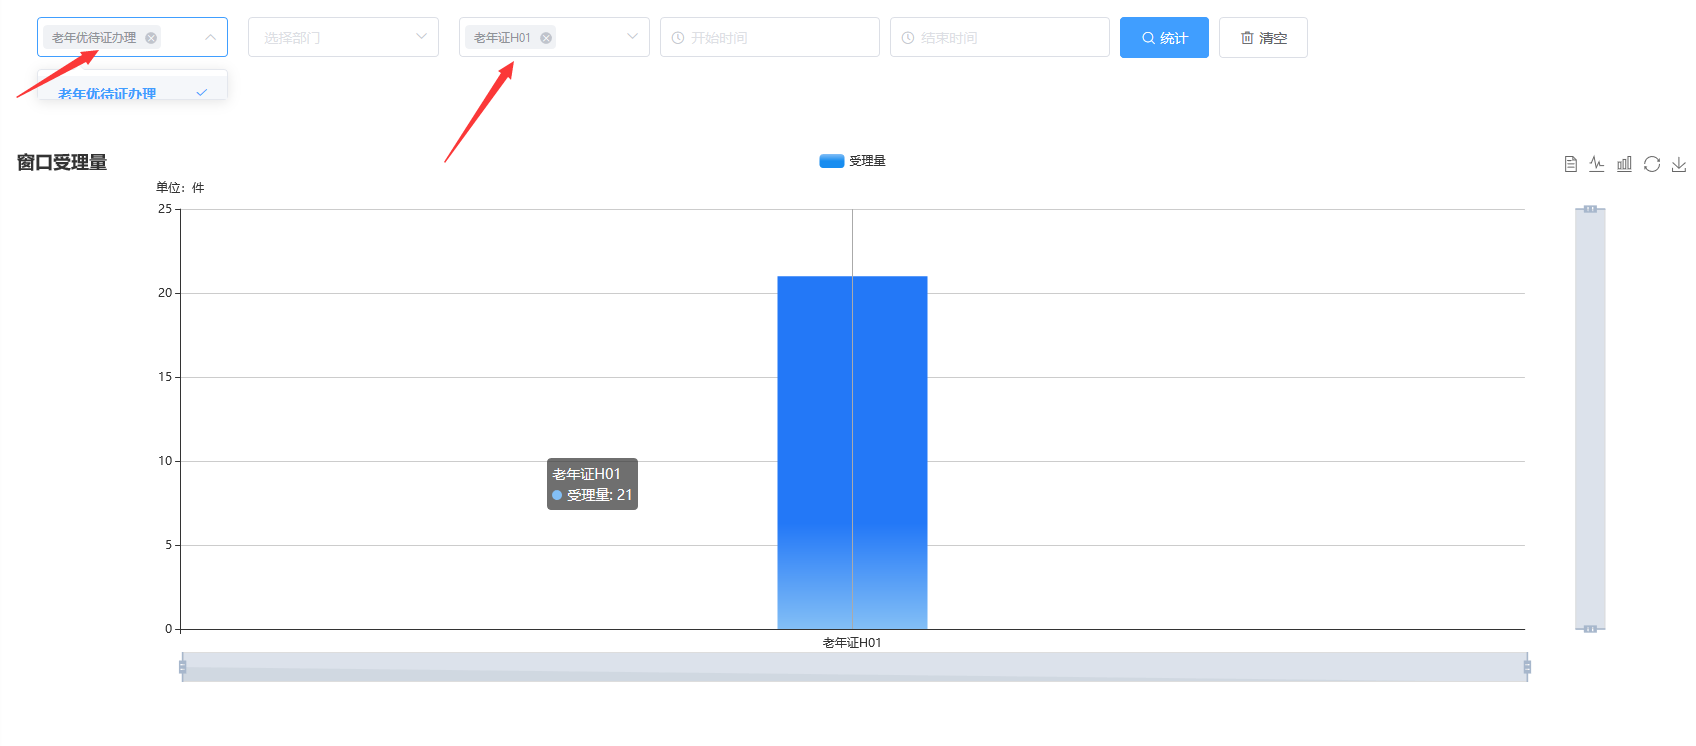 老年优待证办理
选择部门
老年证H01
开始时间
结束时间
统计
清空
老年优待证办理
窗口受理量
受理量
单位：件
25
20
15
10
5
0
老年证H01
受理量: 21
老年证H01